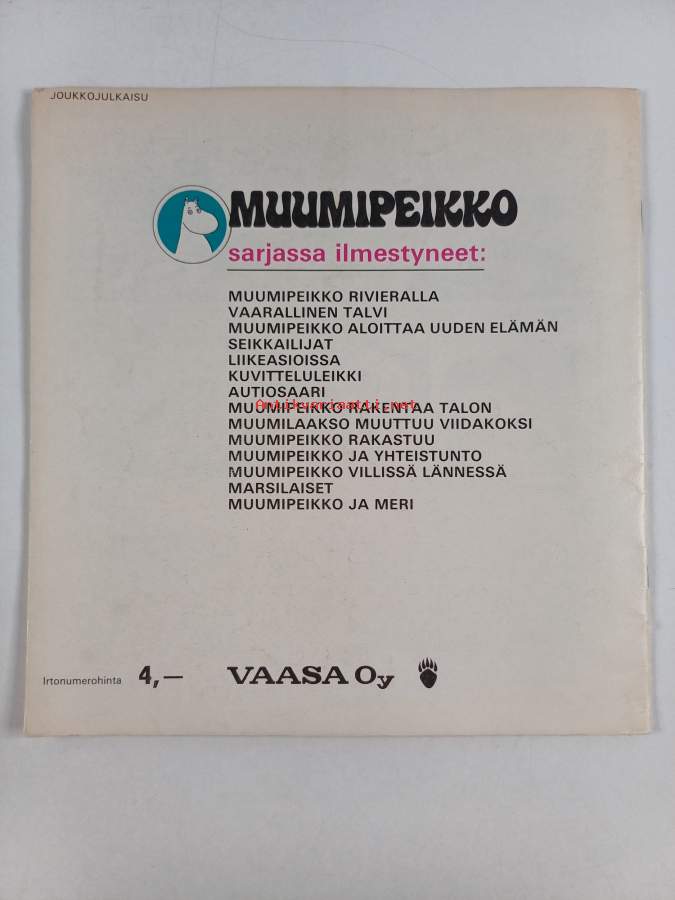 JOUKKOJULKAISU
MUUMIPEIKKO
sarjassa ilmestyneet:
MUUMIPEIKKO RIVIERALLA
VAARALLINEN TALVI
MUUMIPEIKKO ALOITTAA UUDEN ELÄMÄN
SEIKKAILIJAT
LIIKEASIOISSA
KUVITTELULEIKKI
AUTIOSAARI
Antikvariaatti.net
MUUMIPEIKKO RAKENTAA TALON
MUUMILAAKSO MUUTTUU VIIDAKOKSI
MUUMIPEIKKO RAKASTUU
MUUMIPEIKKO JA YHTEISTUNTO
MUUMIPEIKKO VILLISSÄ LÄNNESSÄ
MARSILAISET
MUUMIPEIKKO JA MERI
Irtonumerohinta 4,— VAASA Oy